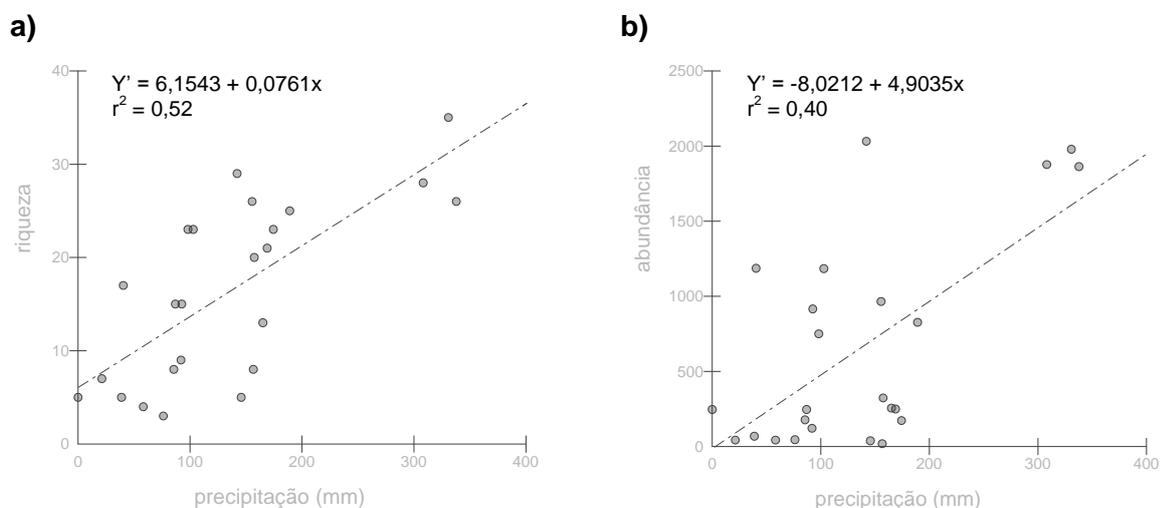 a)
Y' = 6,1543 + 0,0761x
r² = 0,52
40
30
20
10
0
riqueza
0 100 200 300 400
precipitação (mm)
b)
Y' = -8,0212 + 4,9035x
r² = 0,40
2500
2000
1500
1000
500
0
abundância
0 100 200 300 400
precipitação (mm)